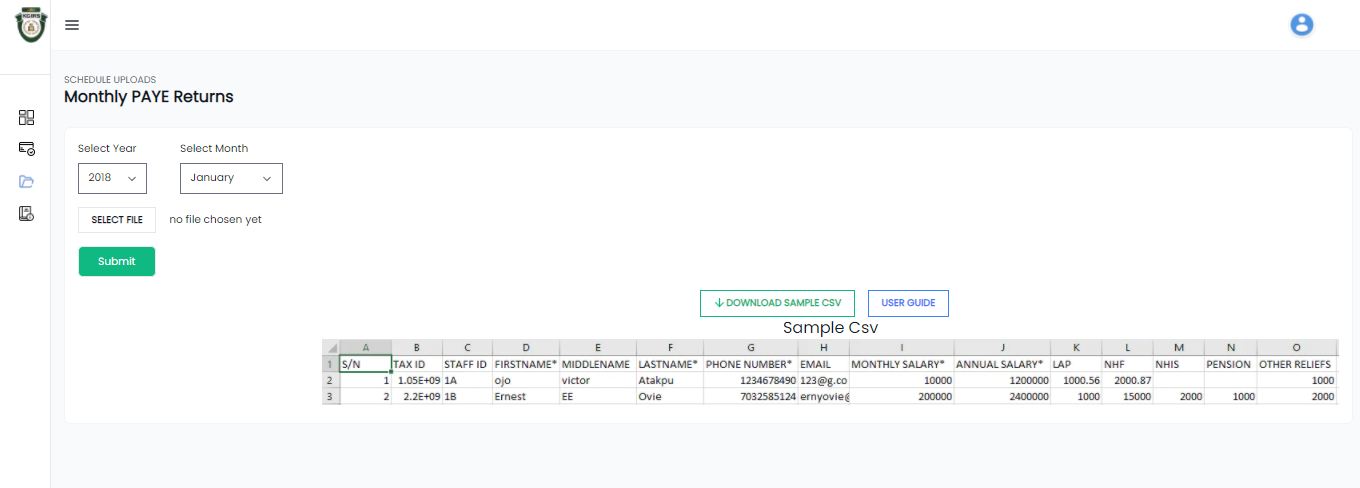 KGIRS
SCHEDULE UPLOADS
Monthly PAYE Returns
Select Year Select Month
2018 January
SELECT FILE no file chosen yet
Submit
DOWNLOAD SAMPLE CSV USER GUIDE
Sample Csv
A B C D E F G H I J K L M N O
1 S/N TAX ID STAFF ID FIRSTNAME* MIDDLENAME LASTNAME* PHONE NUMBER* EMAIL MONTHLY SALARY* ANNUAL SALARY* LAP NHF NHIS PENSION OTHER RELIEFS
2 1 1.05E+09 1A ojo victor Atakpu 1234678490 123@g.co 10000 1200000 1000.56 2000.87 1000
3 2 2.2E+09 1B Ernest EE Ovie 7032585124 ernyovie@ 200000 2400000 1000 15000 2000 1000 2000